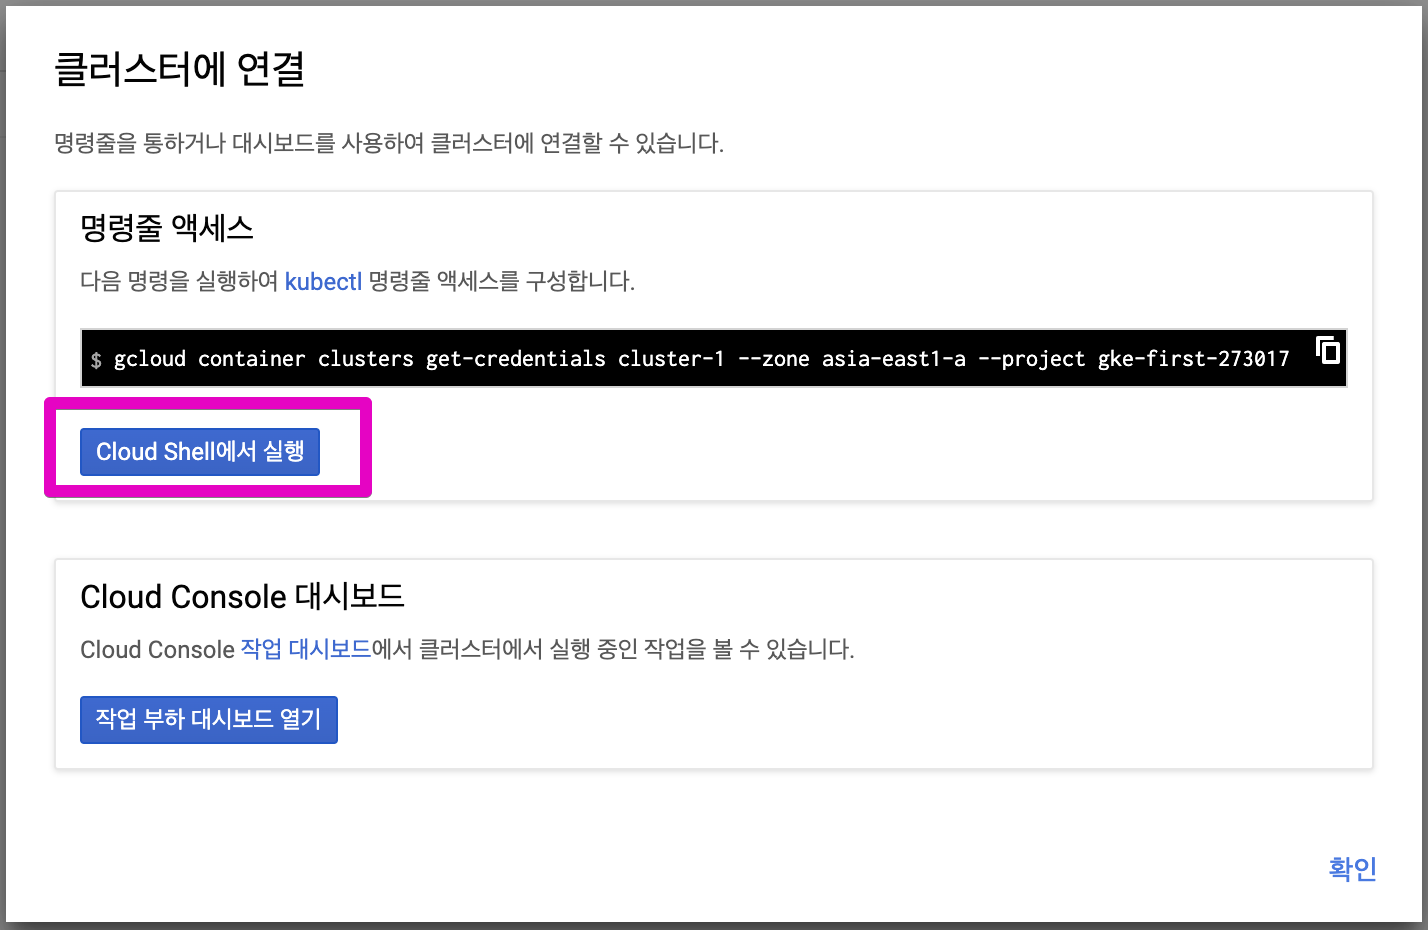 클러스터에 연결
명령줄을 통하거나 대시보드를 사용하여 클러스터에 연결할 수 있습니다.
명령줄 액세스
다음 명령을 실행하여 kubectl 명령줄 액세스를 구성합니다.
$ gcloud container clusters get-credentials cluster-1 --zone asia-east1-a --project gke-first-273017
Cloud Shell에서 실행
Cloud Console 대시보드
Cloud Console 작업 대시보드에서 클러스터에서 실행 중인 작업을 볼 수 있습니다.
작업 부하 대시보드 열기
확인